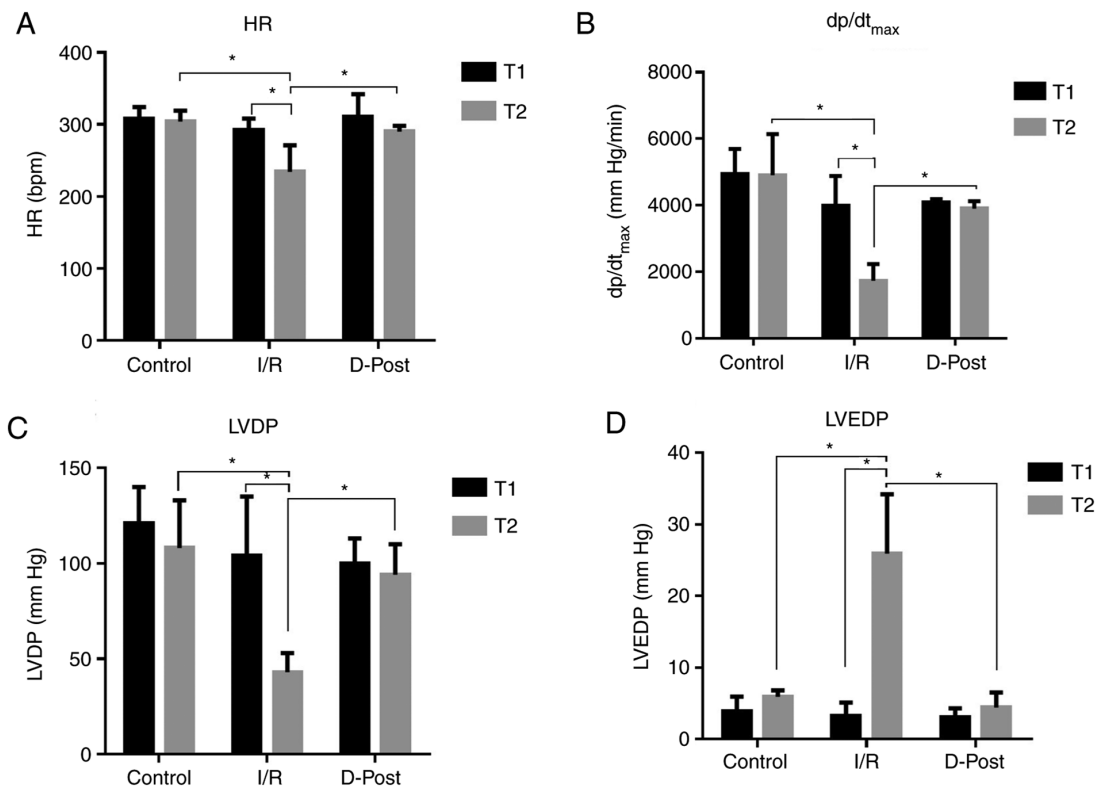 A
HR
HR (bpm)
400
300
200
100
0
*
*
*
Control
I/R
D-Post
T1
T2
B
dp/dtmax
dp/dtmax (mm Hg/min)
8000
6000
4000
2000
0
*
*
*
Control
I/R
D-Post
T1
T2
C
LVDP
LVDP (mm Hg)
150
100
50
0
*
*
*
Control
I/R
D-Post
T1
T2
D
LVEDP
LVEDP (mm Hg)
40
30
20
10
0
*
*
*
Control
I/R
D-Post
T1
T2